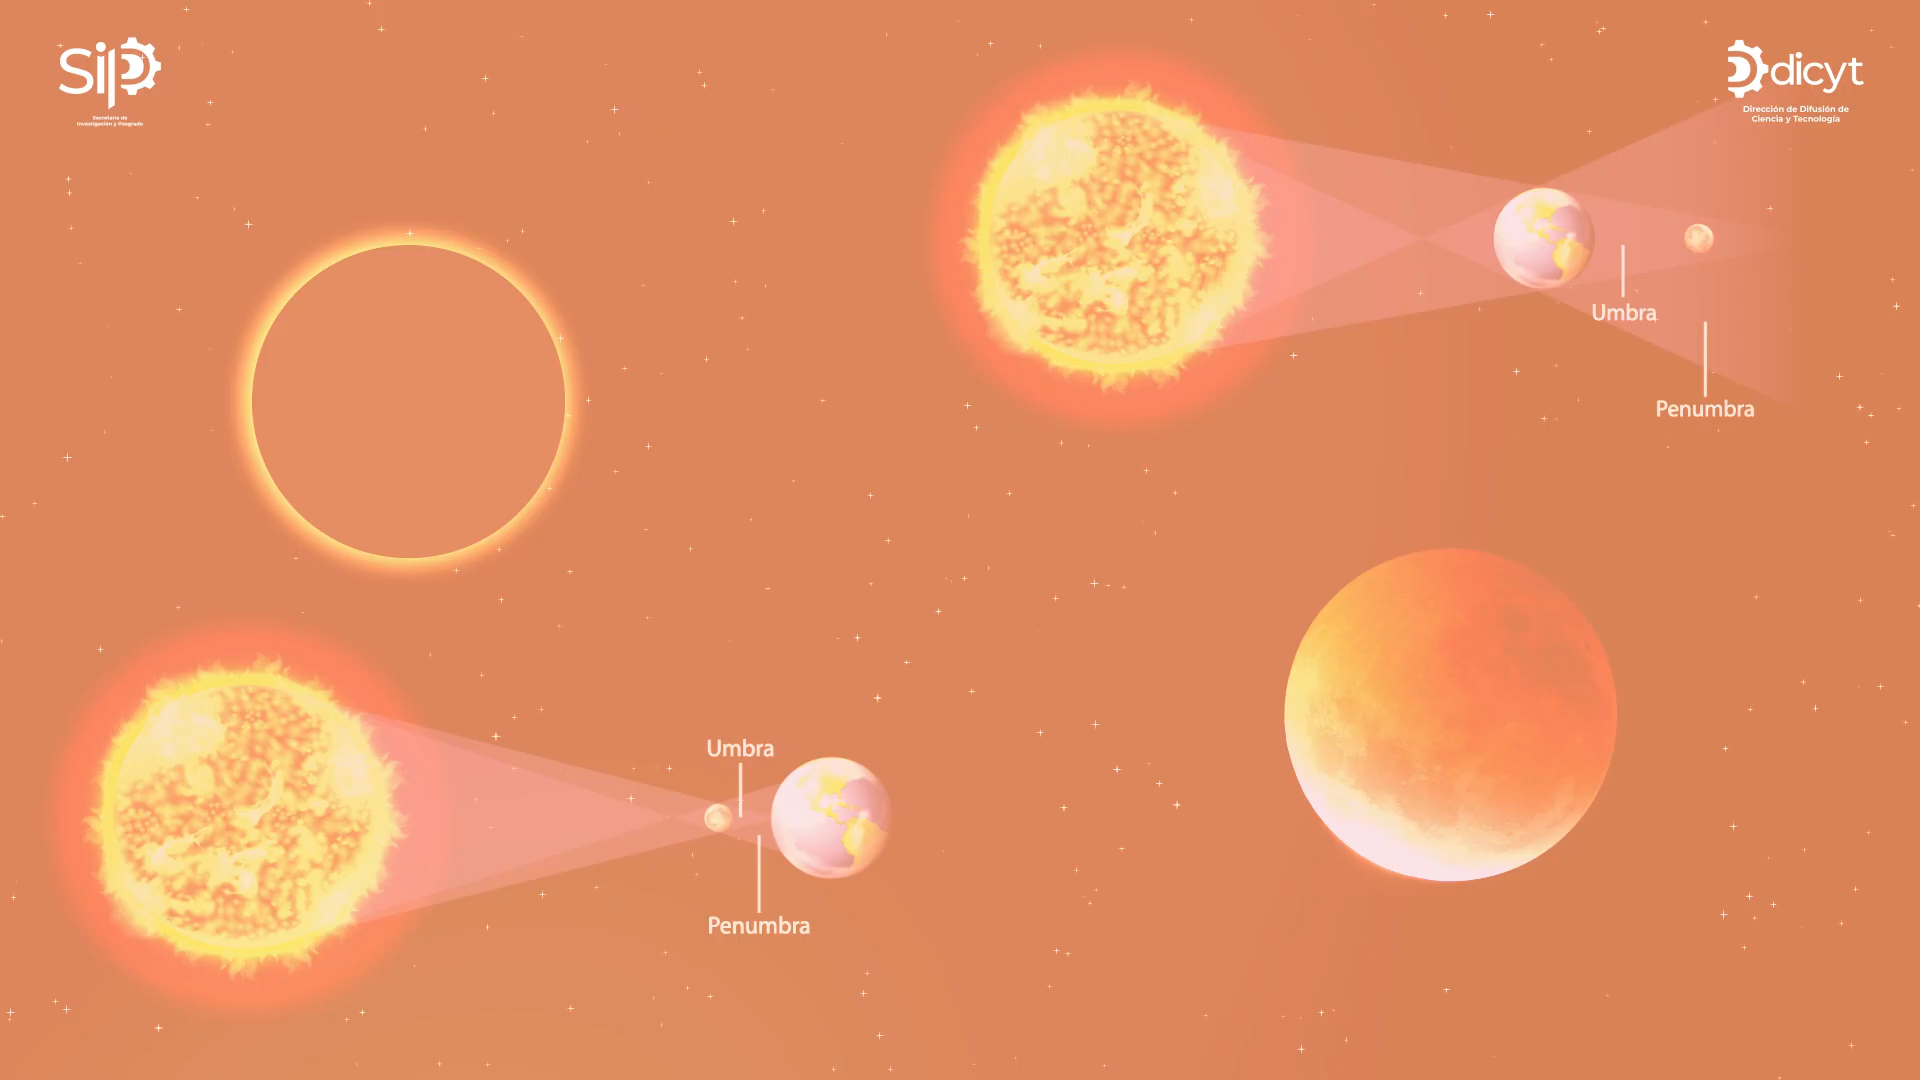 Sip
Secretaría de
Investigación y Posgrado
dicyt
Dirección de Difusión de
Ciencia y Tecnología
Umbra
Penumbra
Umbra
Penumbra